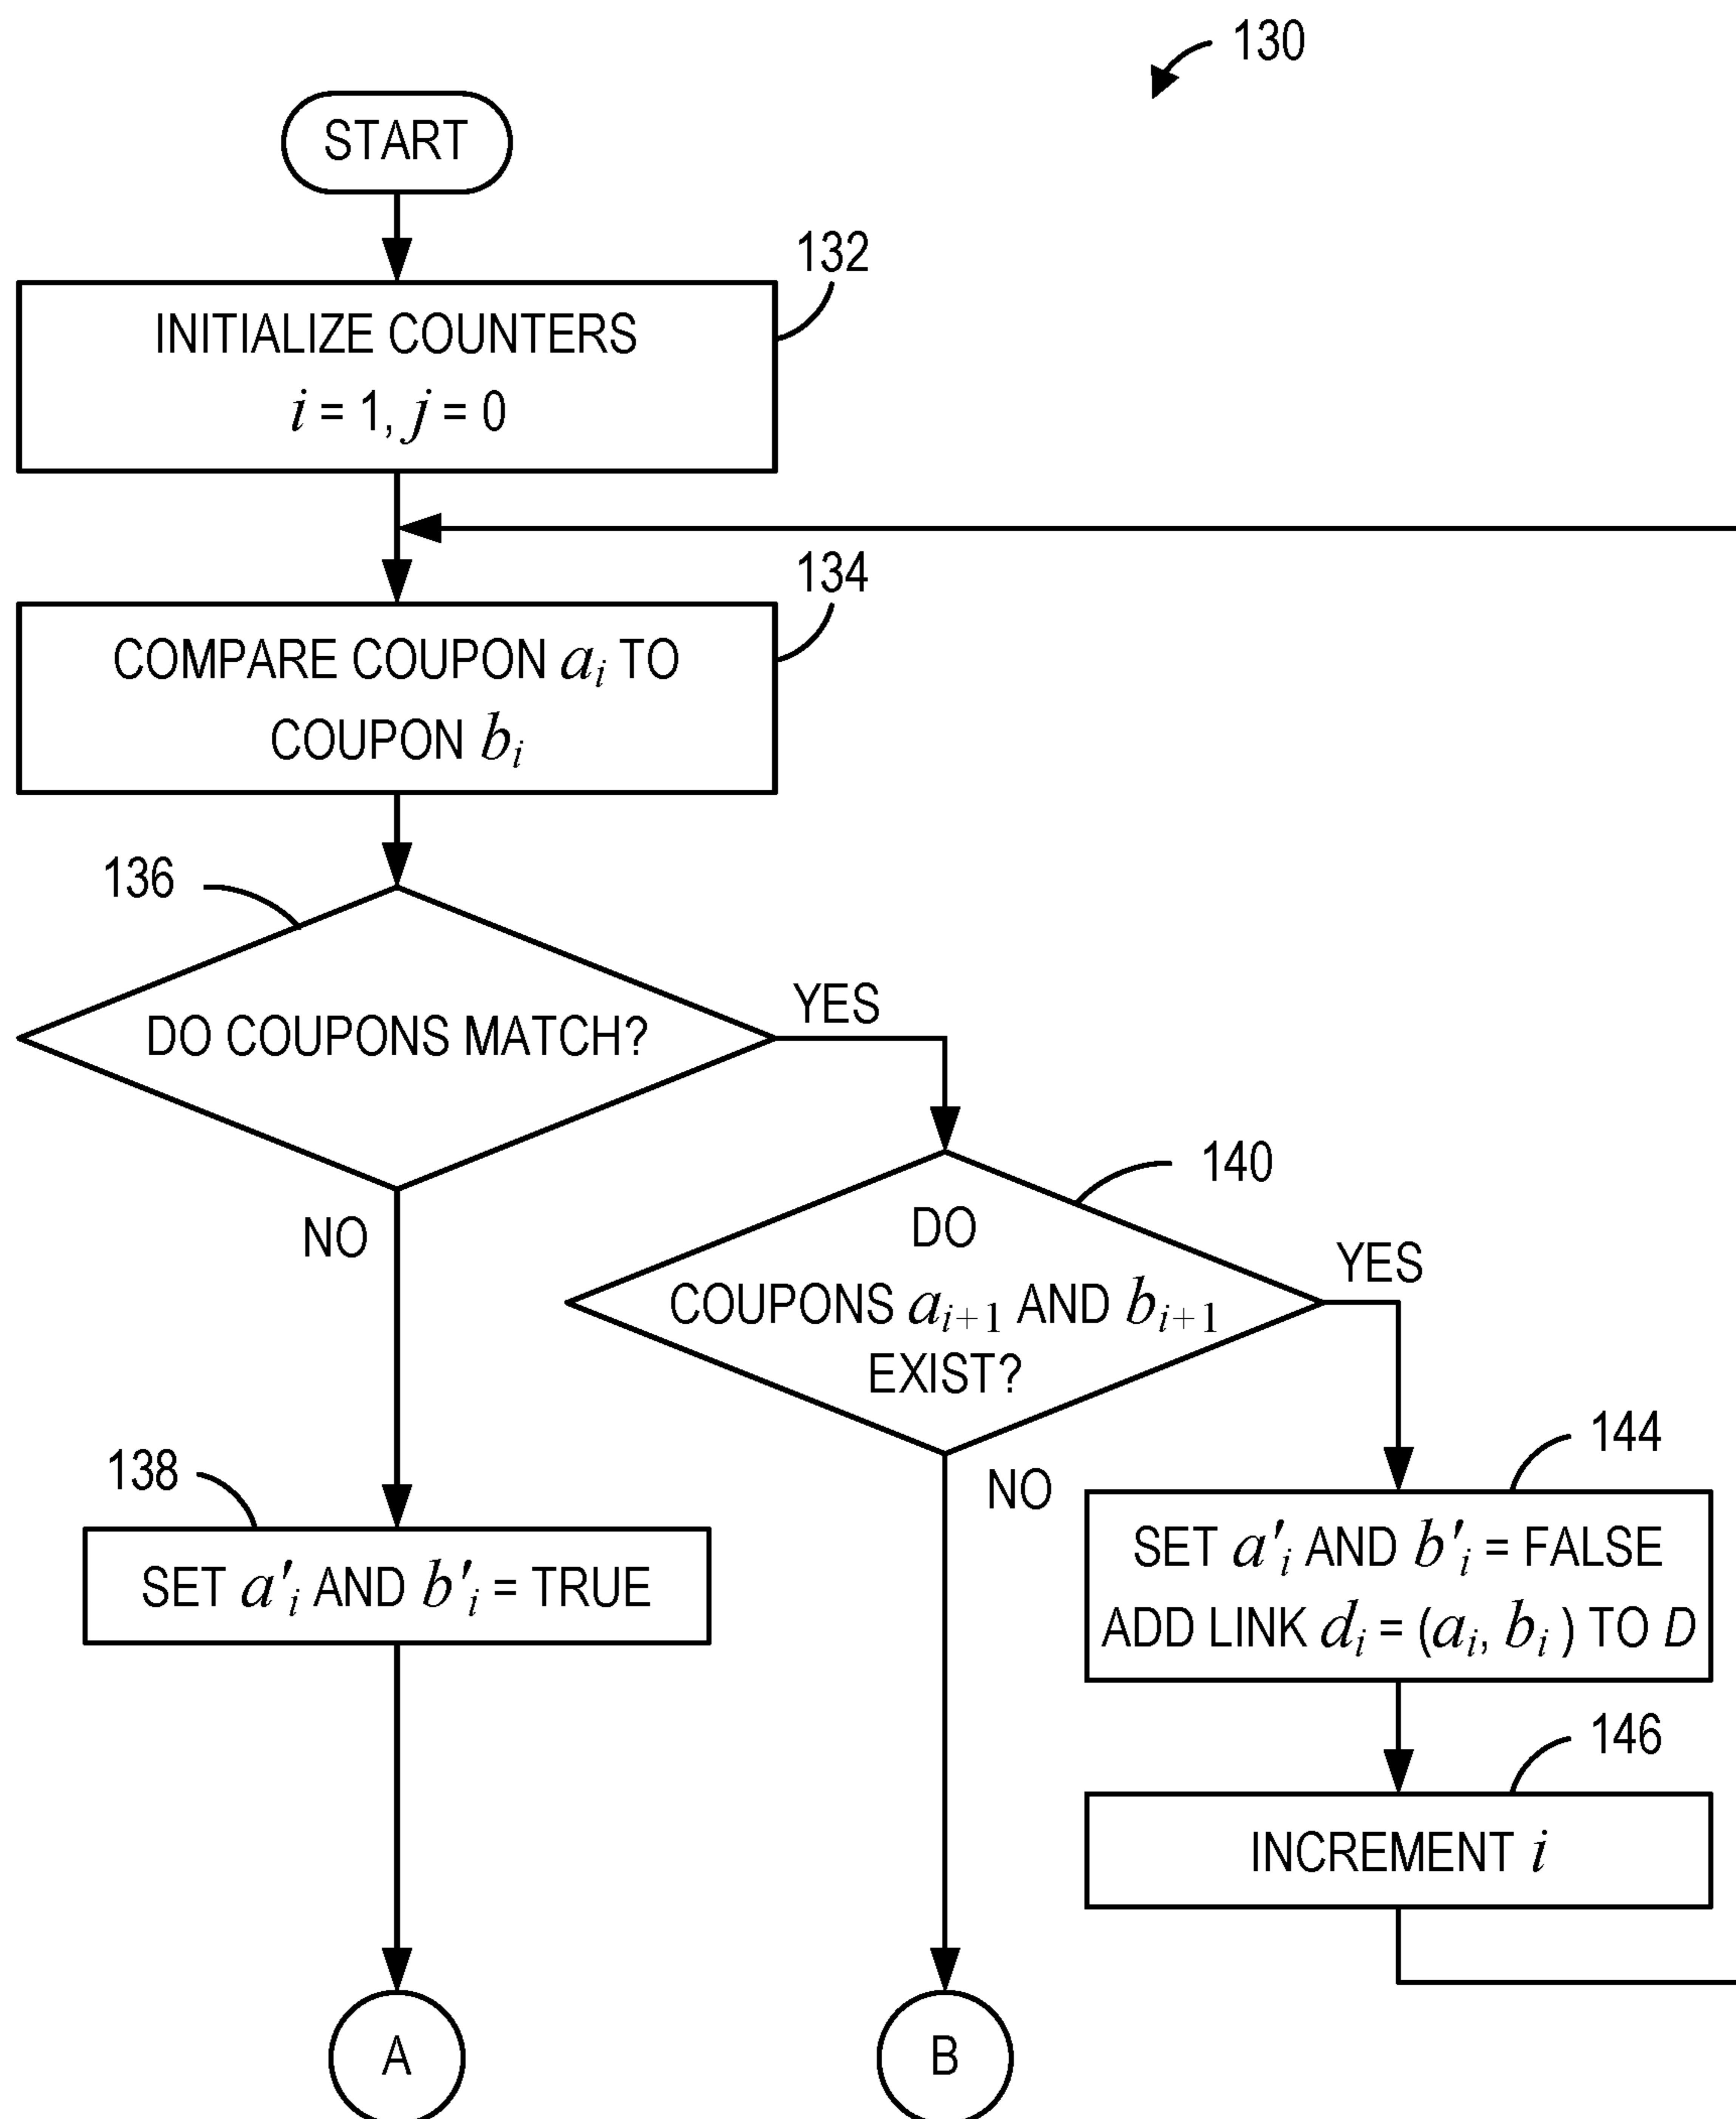 130
START
132
INITIALIZE COUNTERS
i = 1, j = 0
134
COMPARE COUPON aᵢ TO
COUPON bᵢ
136
DO COUPONS MATCH?
YES
NO
140
DO
COUPONS aᵢ₊₁ AND bᵢ₊₁
EXIST?
YES
NO
138
SET a'ᵢ AND b'ᵢ = TRUE
144
SET a'ᵢ AND b'ᵢ = FALSE
ADD LINK dᵢ = (aᵢ, bᵢ ) TO D
146
INCREMENT i
A
B